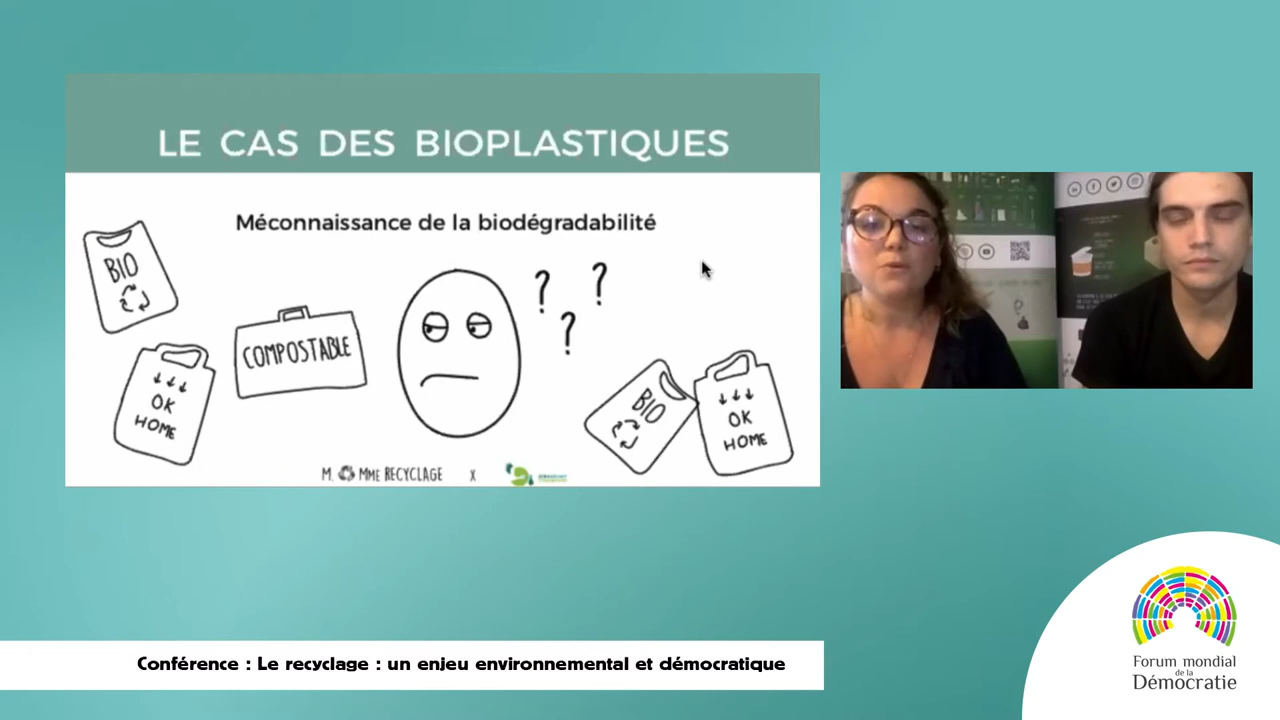 LE CAS DES BIOPLASTIQUES
Méconnaissance de la biodégradabilité
BIO
OK
HOME
COMPOSTABLE
? ? ?
BIO
OK
HOME
M. MME RECYCLAGE X
Conférence : Le recyclage : un enjeu environnemental et démocratique
Forum mondial
de la
Démocratie